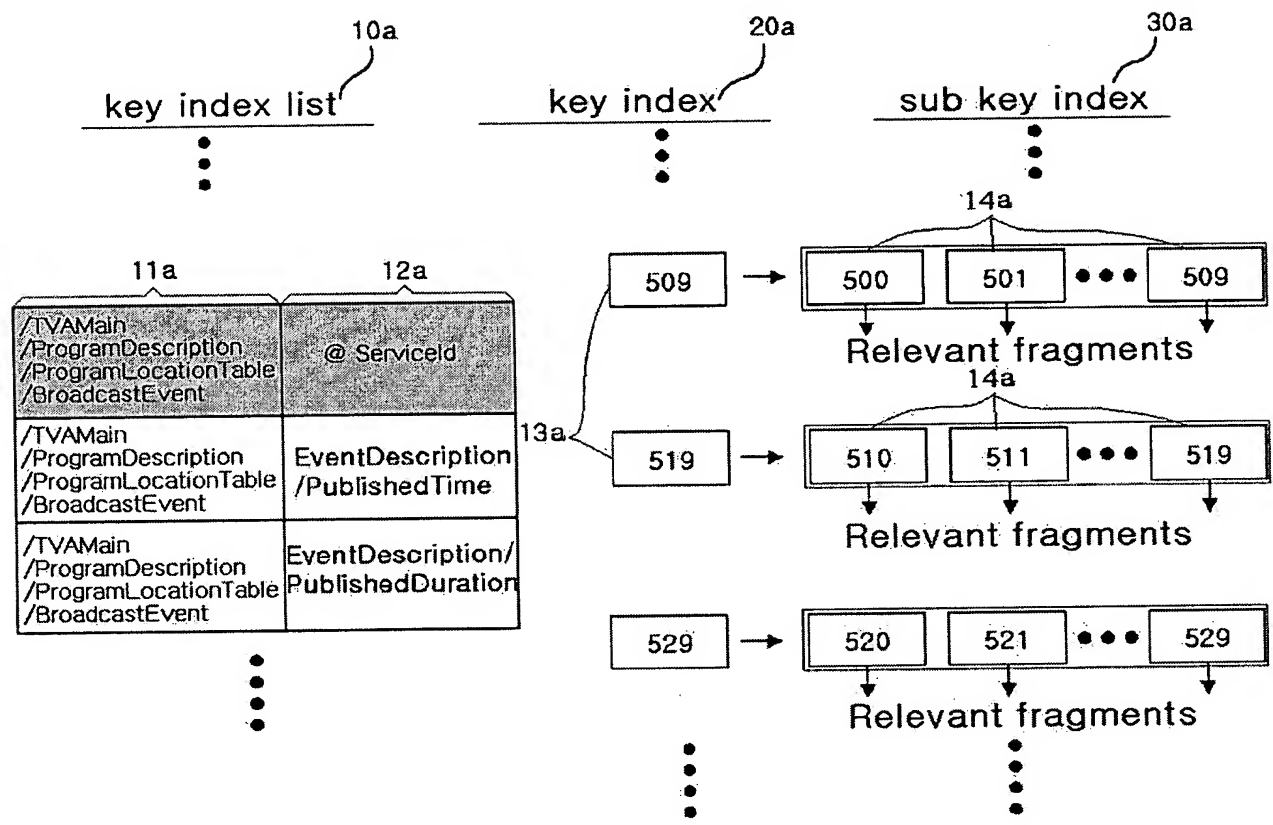 10a
20a
30a
key index list
key index
sub key index
14a
11a
12a
509
500
501
509
/TVAMain
/ProgramDescription
/ProgramLocationTable
/BroadcastEvent
@ ServiceId
Relevant fragments
14a
/TVAMain
/ProgramDescription
/ProgramLocationTable
/BroadcastEvent
EventDescription
/PublishedTime
13a
519
510
511
519
Relevant fragments
/TVAMain
/ProgramDescription
/ProgramLocationTable
/BroadcastEvent
EventDescription/
PublishedDuration
529
520
521
529
Relevant fragments